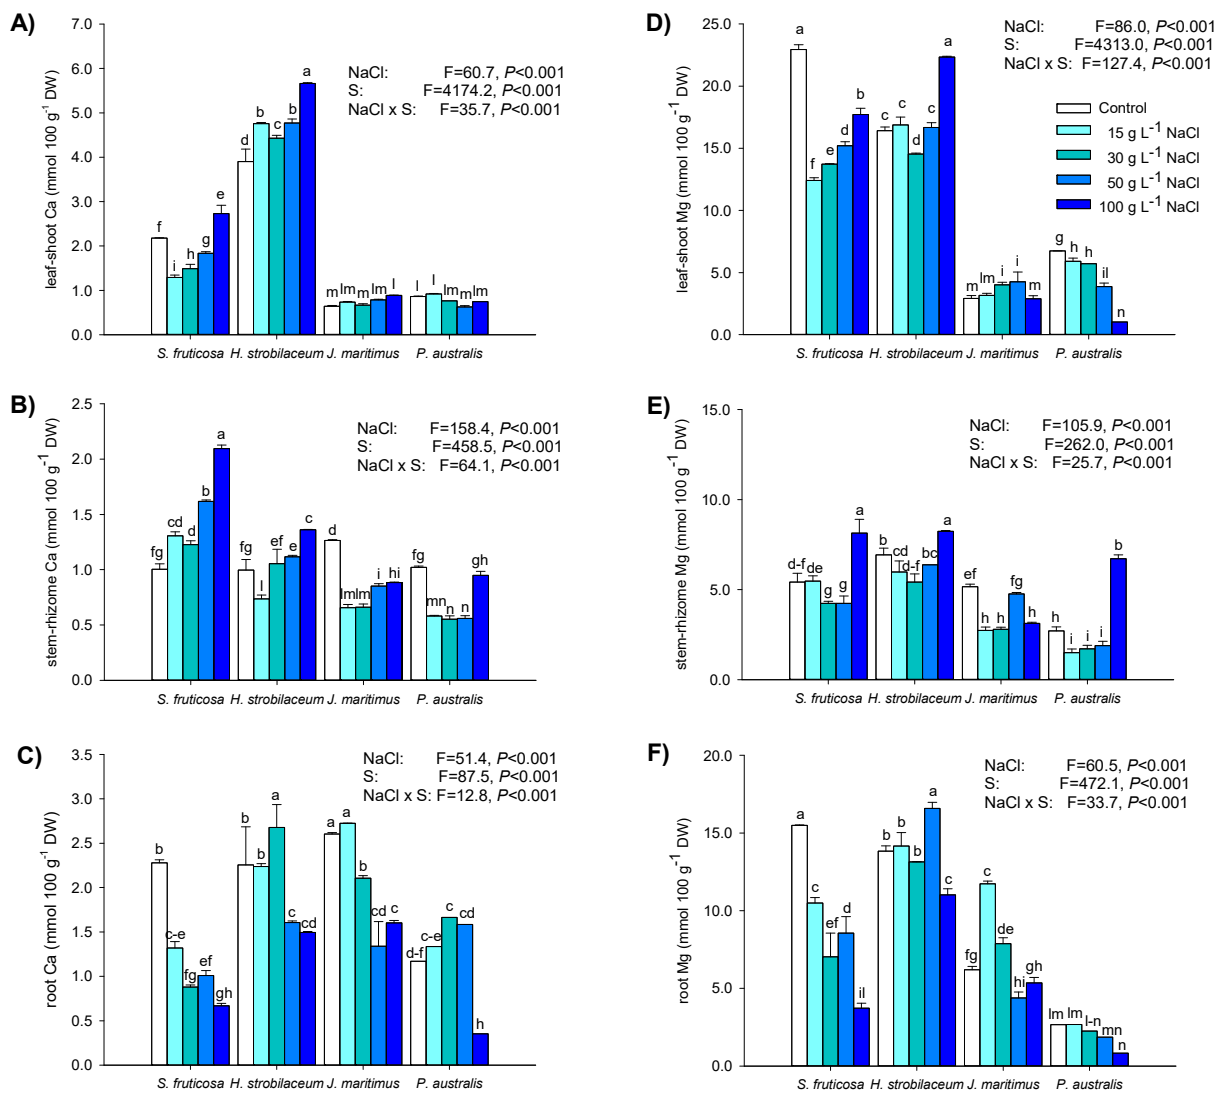 A)
7.0
6.0
5.0
4.0
3.0
2.0
1.0
0.0
leaf-shoot Ca (mmol 100 g⁻¹ DW)
NaCl: F=60.7, P<0.001
S: F=4174.2, P<0.001
NaCl x S: F=35.7, P<0.001
f i h g e
d b c b a
m lm m lm l
l l lm m lm
S. fruticosa H. strobilaceum J. maritimus P. australis
D)
25.0
20.0
15.0
10.0
5.0
0.0
leaf-shoot Mg (mmol 100 g⁻¹ DW)
NaCl: F=86.0, P<0.001
S: F=4313.0, P<0.001
NaCl x S: F=127.4, P<0.001
Control
15 g L⁻¹ NaCl
30 g L⁻¹ NaCl
50 g L⁻¹ NaCl
100 g L⁻¹ NaCl
a f e d b
c c d c a
m lm i i m
g h h il n
S. fruticosa H. strobilaceum J. maritimus P. australis
B)
2.5
2.0
1.5
1.0
0.5
0.0
stem-rhizome Ca (mmol 100 g⁻¹ DW)
NaCl: F=158.4, P<0.001
S: F=458.5, P<0.001
NaCl x S: F=64.1, P<0.001
fg cd d b a
fg l ef e c
d lm lm i hi
fg mn n n gh
S. fruticosa H. strobilaceum J. maritimus P. australis
E)
15.0
10.0
5.0
0.0
stem-rhizome Mg (mmol 100 g⁻¹ DW)
NaCl: F=105.9, P<0.001
S: F=262.0, P<0.001
NaCl x S: F=25.7, P<0.001
d-f de g g a
b cd d-f bc a
ef h h fg h
h i i i b
S. fruticosa H. strobilaceum J. maritimus P. australis
C)
3.5
3.0
2.5
2.0
1.5
1.0
0.5
0.0
root Ca (mmol 100 g⁻¹ DW)
NaCl: F=51.4, P<0.001
S: F=87.5, P<0.001
NaCl x S: F=12.8, P<0.001
b c-e fg ef gh
b b a c cd
a a b cd c
d-f c-e c cd h
S. fruticosa H. strobilaceum J. maritimus P. australis
F)
20.0
15.0
10.0
5.0
0.0
root Mg (mmol 100 g⁻¹ DW)
NaCl: F=60.5, P<0.001
S: F=472.1, P<0.001
NaCl x S: F=33.7, P<0.001
a c ef d il
b b b a c
fg c de hi gh
lm lm l-n mn n
S. fruticosa H. strobilaceum J. maritimus P. australis